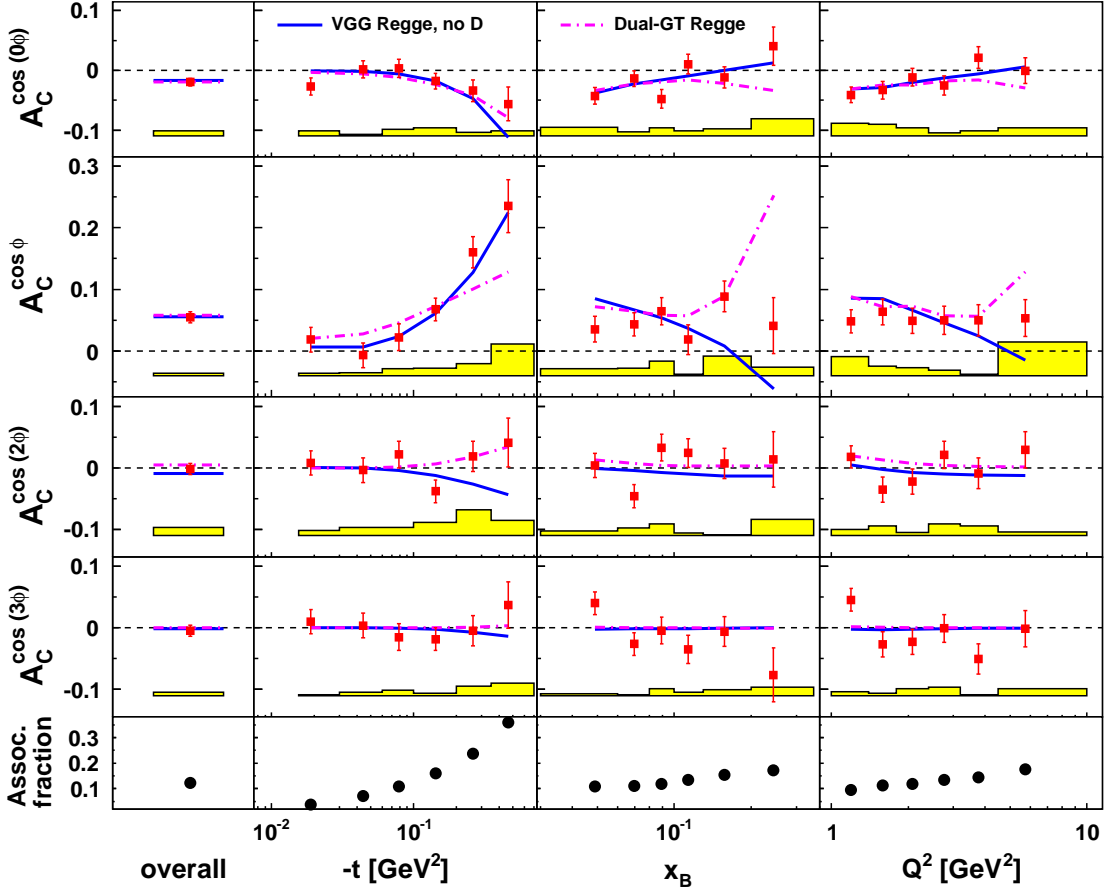 VGG Regge, no D Dual-GT Regge
A_C^cos (0ϕ)
0
-0.1
A_C^cos ϕ
0.3
0.2
0.1
0
A_C^cos (2ϕ)
0.1
0
-0.1
A_C^cos (3ϕ)
0.1
0
-0.1
Assoc.
fraction
0.3
0.2
0.1
10^-2 10^-1 10^-1 1 10
overall -t [GeV^2] x_B Q^2 [GeV^2]